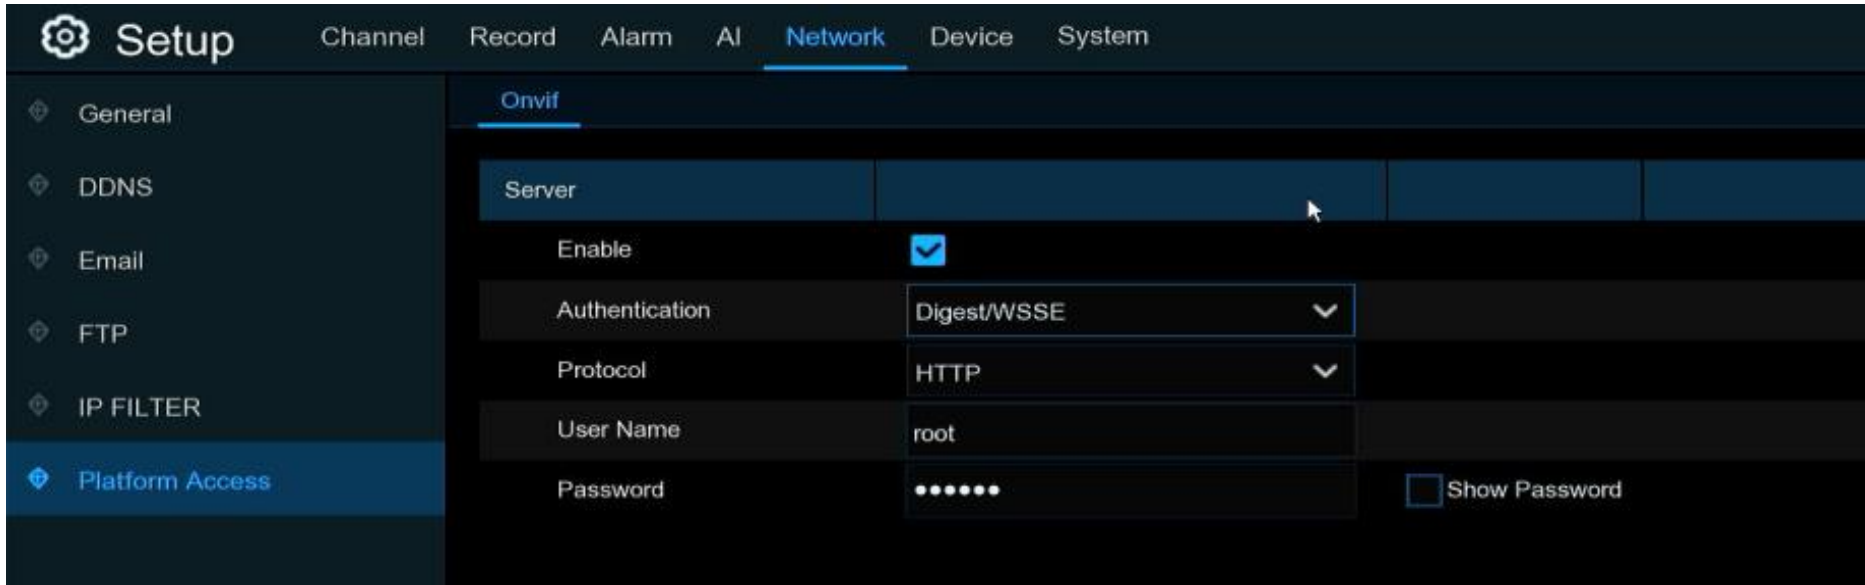 Setup Channel Record Alarm AI Network Device System
General
DDNS
Email
FTP
IP FILTER
Platform Access
Onvif
Server
Enable
Authentication Digest/WSSE
Protocol HTTP
User Name root
Password •••••• Show Password